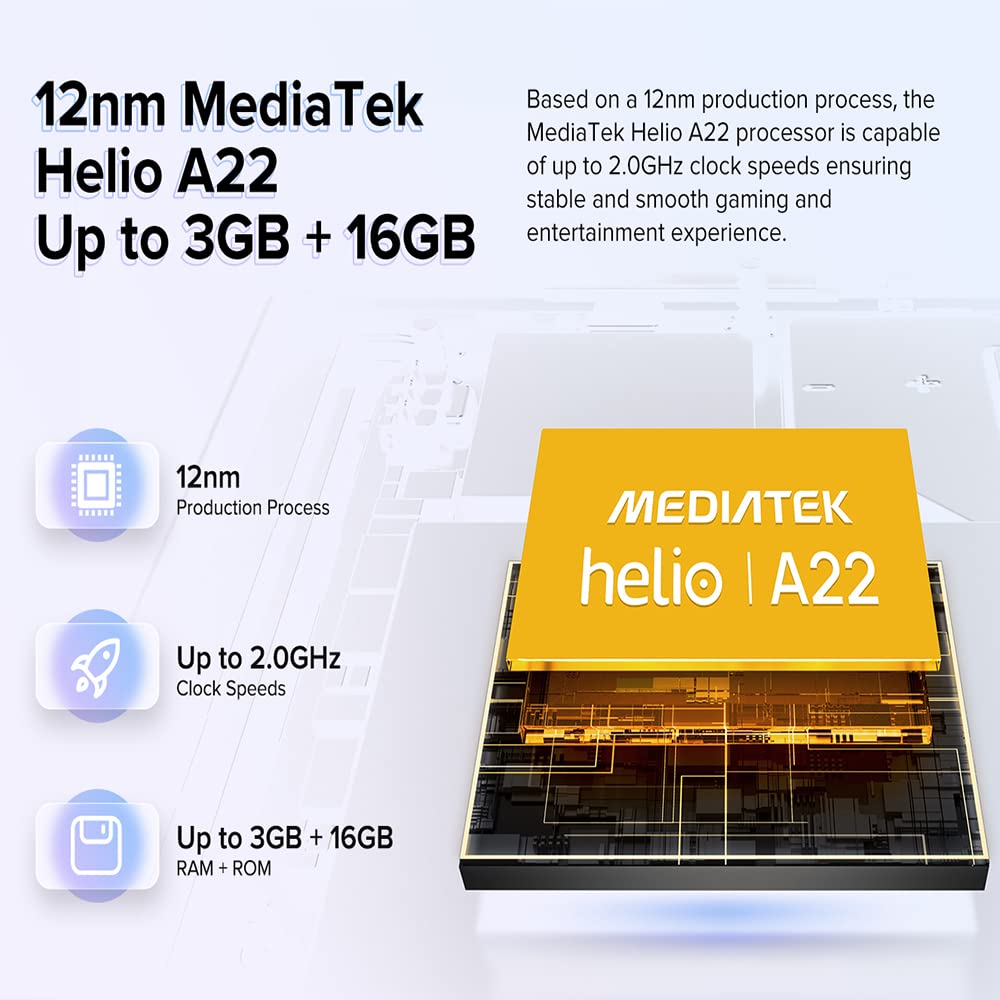 12nm MediaTek
Helio A22
Up to 3GB + 16GB
Based on a 12nm production process, the
MediaTek Helio A22 processor is capable
of up to 2.0GHz clock speeds ensuring
stable and smooth gaming and
entertainment experience.
12nm
Production Process
Up to 2.0GHz
Clock Speeds
Up to 3GB + 16GB
RAM + ROM
MEDIATEK
helio | A22